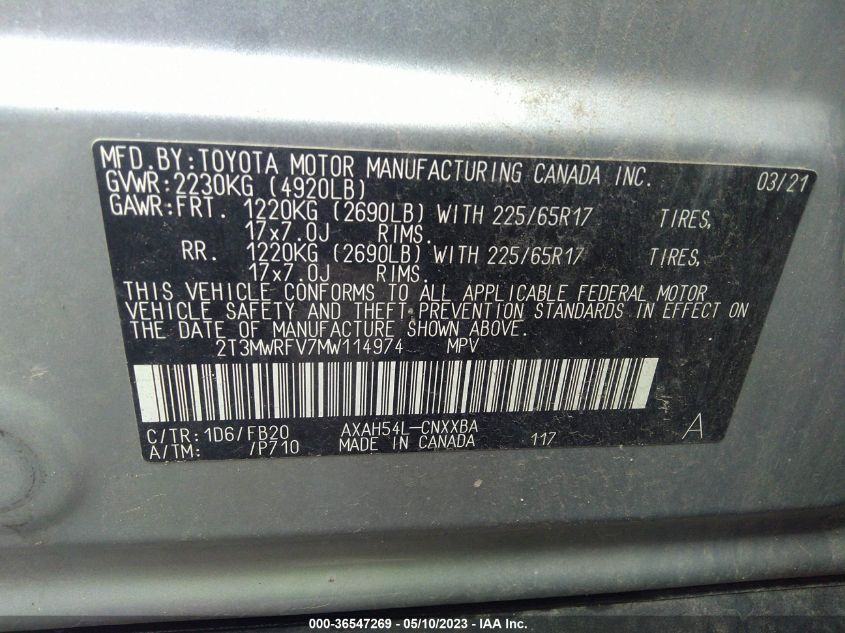 MFD.BY:TOYOTA MOTOR MANUFACTURING CANADA INC. 03/21
GVWR:2230KG (4920LB)
GAWR:FRT. 1220KG (2690LB) WITH 225/65R17 TIRES,
17x7.0J RIMS.
RR. 1220KG (2690LB) WITH 225/65R17 TIRES,
17x7.0J RIMS.
THIS VEHICLE CONFORMS TO ALL APPLICABLE FEDERAL MOTOR
VEHICLE SAFETY AND THEFT PREVENTION STANDARDS IN EFFECT ON
THE DATE OF MANUFACTURE SHOWN ABOVE.
2T3MWRFV7MW114974 MPV
C/TR:1D6/FB20 AXAH54L-CNXXBA
A/TM: /P710 MADE IN CANADA 117 A
000-36547269 - 05/10/2023 - IAA Inc.